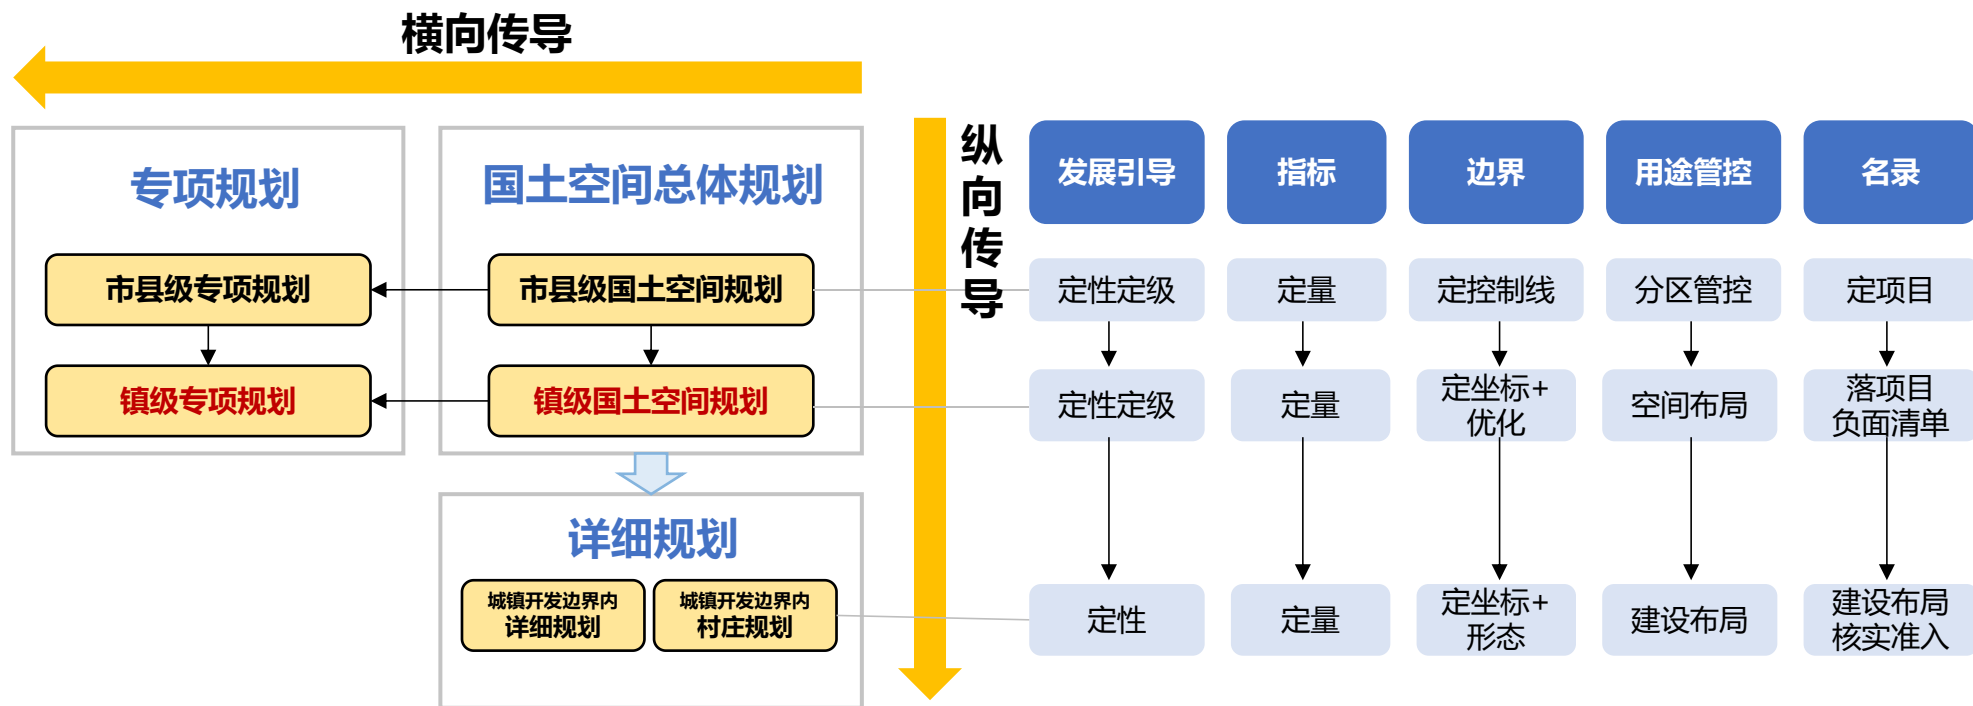 横向传导
专项规划
国土空间总体规划
市县级专项规划
市县级国土空间规划
镇级专项规划
镇级国土空间规划
详细规划
城镇开发边界内
详细规划
城镇开发边界内
村庄规划
纵
向
传
导
发展引导
指标
边界
用途管控
名录
定性定级
定量
定控制线
分区管控
定项目
定性定级
定量
定坐标+
优化
空间布局
落项目
负面清单
定性
定量
定坐标+
形态
建设布局
建设布局
核实准入